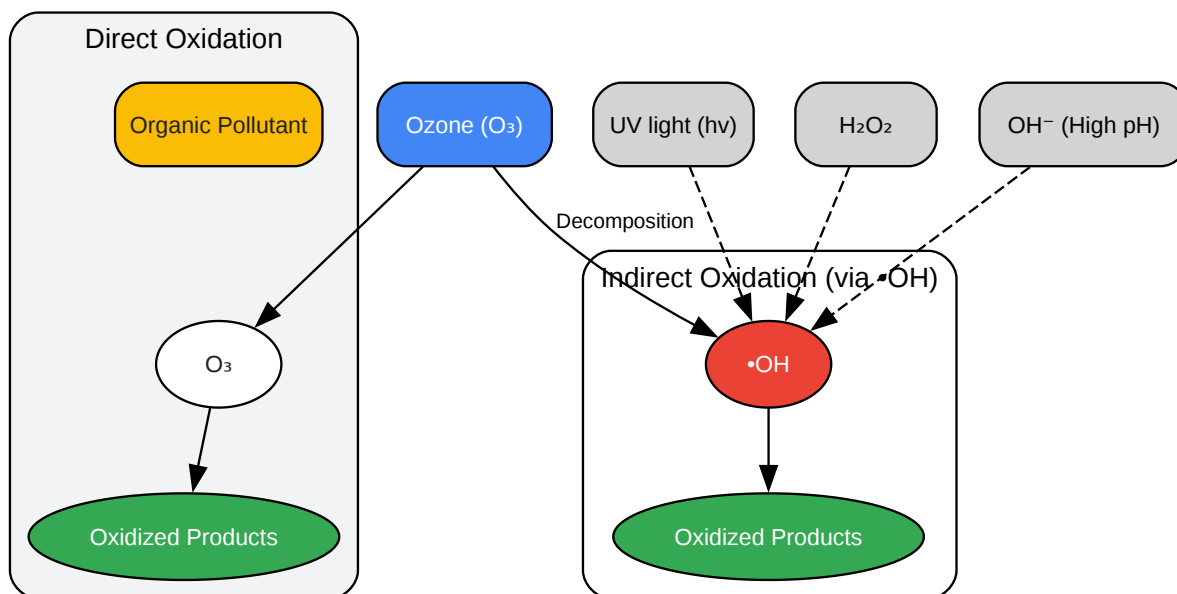 Direct Oxidation
Organic Pollutant
Ozone (O₃)
UV light (hv)
H₂O₂
OH⁻ (High pH)
Decomposition
Indirect Oxidation (via •OH)
O₃
•OH
Oxidized Products
Oxidized Products